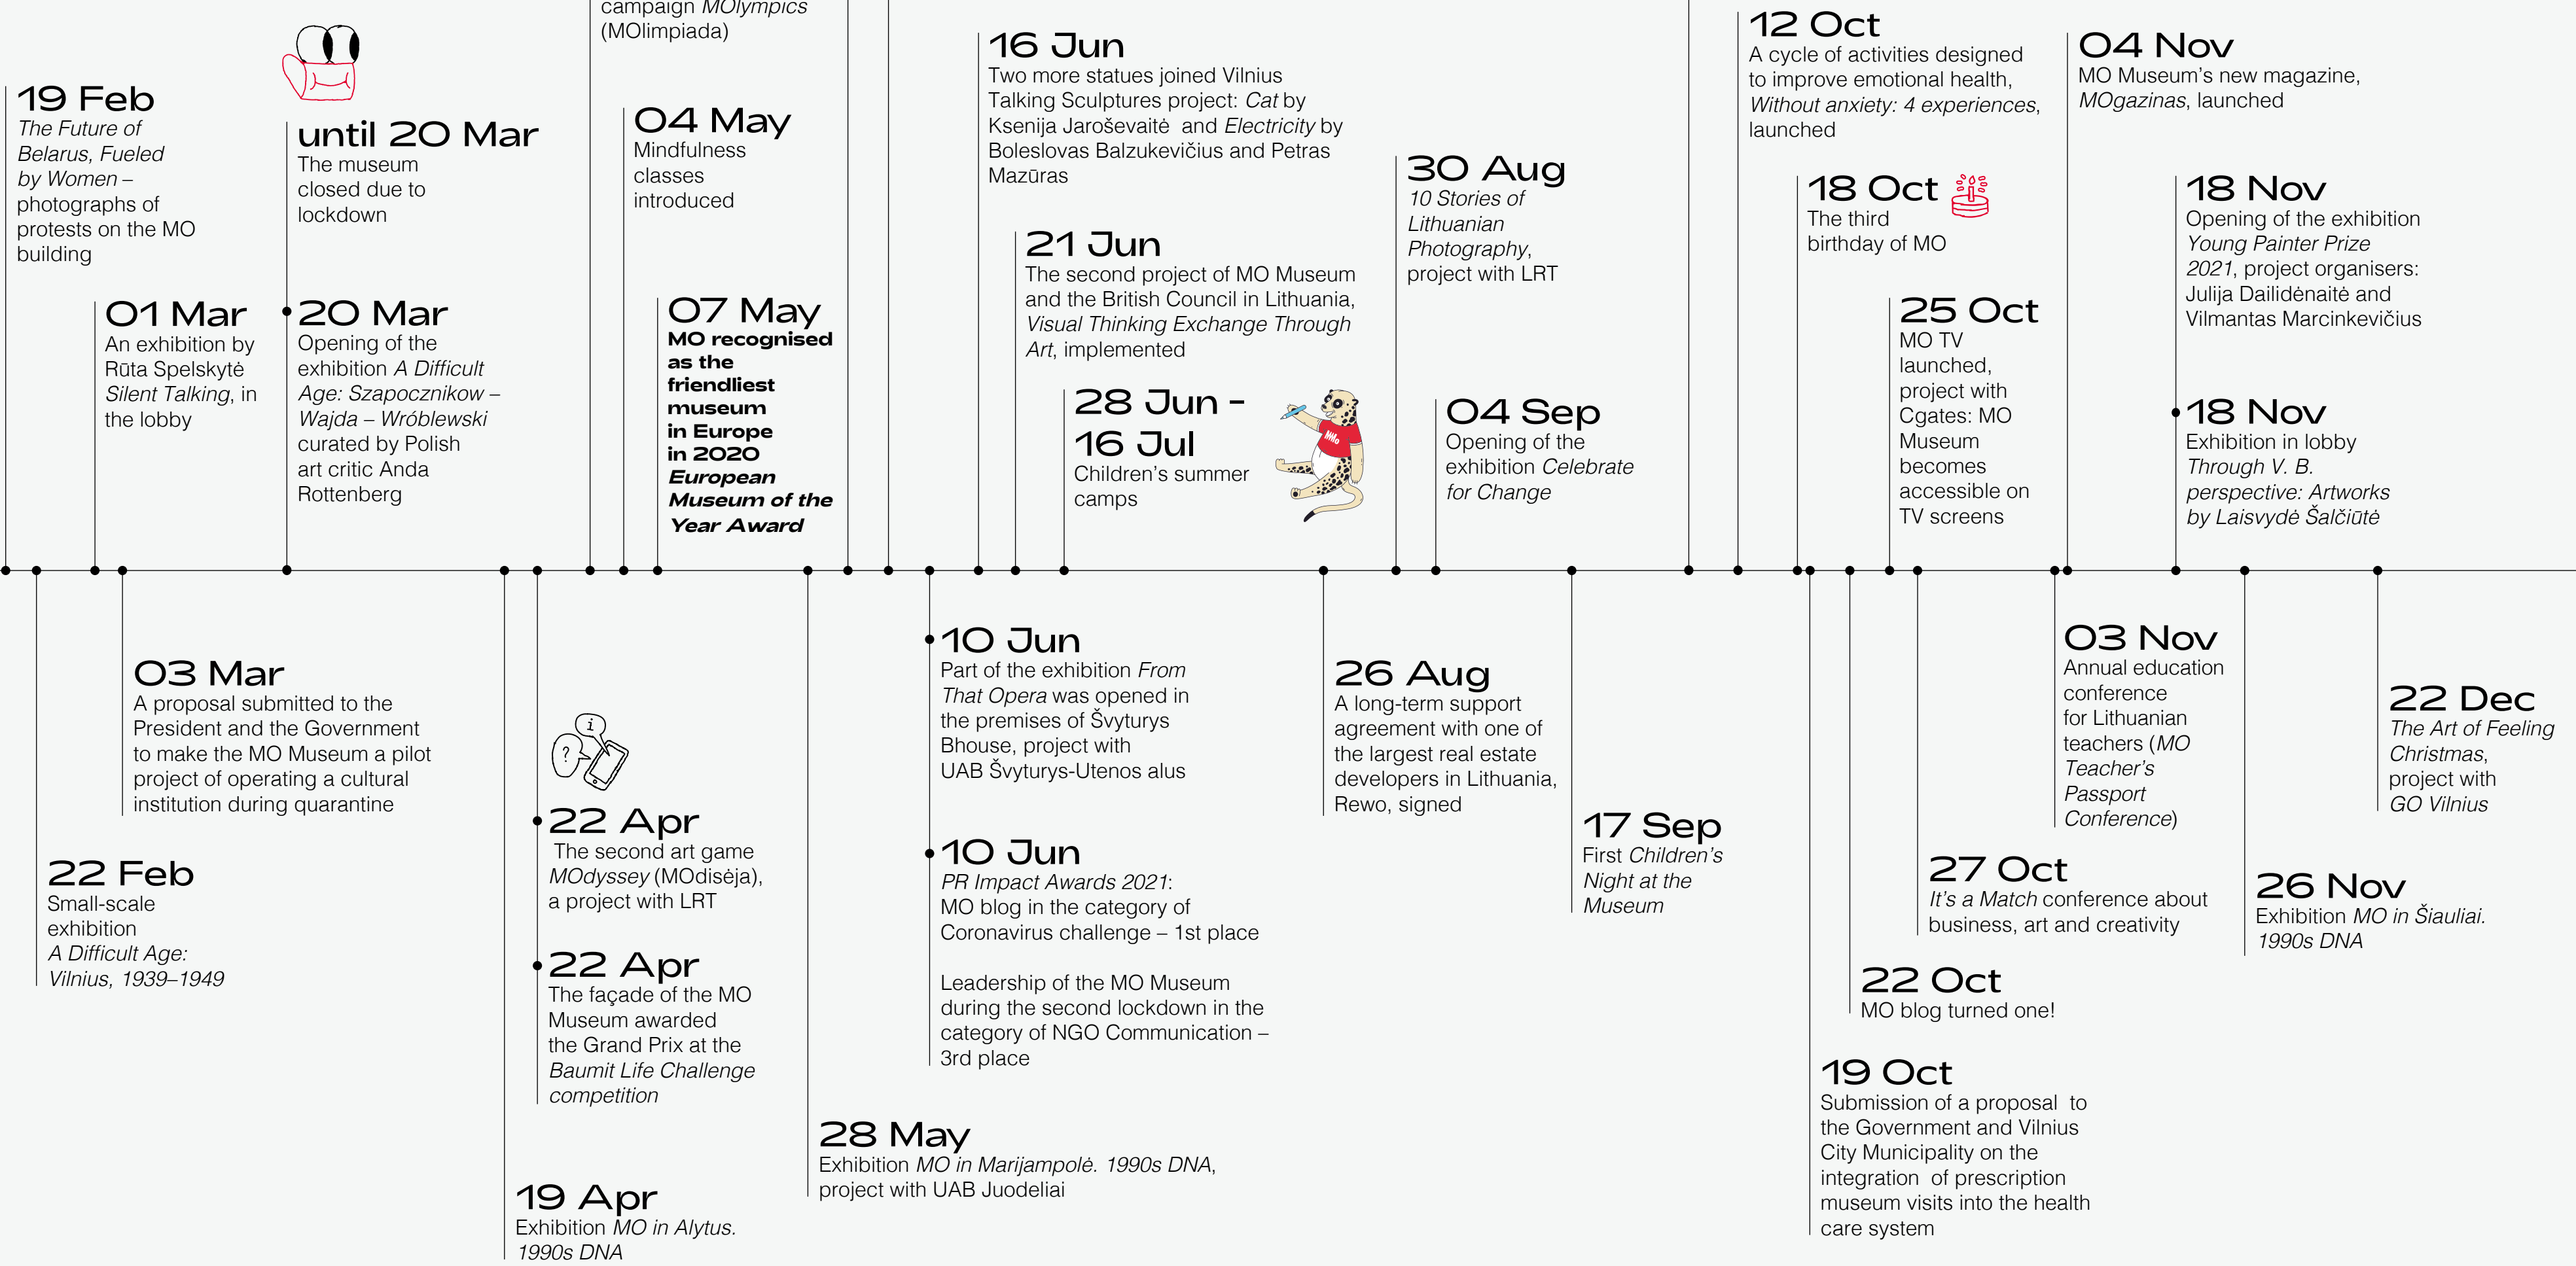 campaign MOlympics
(MOlimpiada)
19 Feb
The Future of
Belarus, Fueled
by Women –
photographs of
protests on the MO
building
until 20 Mar
The museum
closed due to
lockdown
01 Mar
An exhibition by
Rūta Spelskytė
Silent Talking, in
the lobby
20 Mar
Opening of the
exhibition A Difficult
Age: Szapocznikow –
Wajda – Wróblewski
curated by Polish
art critic Anda
Rottenberg
04 May
Mindfulness
classes
introduced
07 May
MO recognised
as the
friendliest
museum
in Europe
in 2020
European
Museum of the
Year Award
16 Jun
Two more statues joined Vilnius
Talking Sculptures project: Cat by
Ksenija Jaroševaitė  and Electricity by
Boleslovas Balzukevičius and Petras
Mazūras
21 Jun
The second project of MO Museum
and the British Council in Lithuania,
Visual Thinking Exchange Through
Art, implemented
28 Jun -
16 Jul
Children's summer
camps
30 Aug
10 Stories of
Lithuanian
Photography,
project with LRT
04 Sep
Opening of the
exhibition Celebrate
for Change
12 Oct
A cycle of activities designed
to improve emotional health,
Without anxiety: 4 experiences,
launched
18 Oct
The third
birthday of MO
25 Oct
MO TV
launched,
project with
Cgates: MO
Museum
becomes
accessible on
TV screens
04 Nov
MO Museum's new magazine,
MOgazinas, launched
18 Nov
Opening of the exhibition
Young Painter Prize
2021, project organisers:
Julija Dailidėnaitė and
Vilmantas Marcinkevičius
18 Nov
Exhibition in lobby
Through V. B.
perspective: Artworks
by Laisvydė Šalčiūtė
03 Mar
A proposal submitted to the
President and the Government
to make the MO Museum a pilot
project of operating a cultural
institution during quarantine
22 Feb
Small-scale
exhibition
A Difficult Age:
Vilnius, 1939–1949
? i
22 Apr
The second art game
MOdyssey (MOdisėja),
a project with LRT
22 Apr
The façade of the MO
Museum awarded
the Grand Prix at the
Baumit Life Challenge
competition
19 Apr
Exhibition MO in Alytus.
1990s DNA
28 May
Exhibition MO in Marijampolė. 1990s DNA,
project with UAB Juodeliai
10 Jun
Part of the exhibition From
That Opera was opened in
the premises of Švyturys
Bhouse, project with
UAB Švyturys-Utenos alus
10 Jun
PR Impact Awards 2021:
MO blog in the category of
Coronavirus challenge – 1st place
Leadership of the MO Museum
during the second lockdown in the
category of NGO Communication –
3rd place
26 Aug
A long-term support
agreement with one of
the largest real estate
developers in Lithuania,
Rewo, signed
17 Sep
First Children's
Night at the
Museum
03 Nov
Annual education
conference
for Lithuanian
teachers (MO
Teacher's
Passport
Conference)
27 Oct
It's a Match conference about
business, art and creativity
22 Oct
MO blog turned one!
19 Oct
Submission of a proposal  to
the Government and Vilnius
City Municipality on the
integration  of prescription
museum visits into the health
care system
26 Nov
Exhibition MO in Šiauliai.
1990s DNA
22 Dec
The Art of Feeling
Christmas,
project with
GO Vilnius